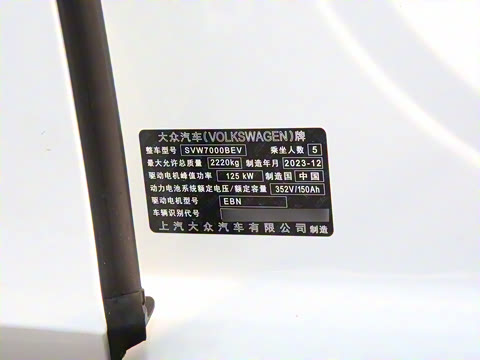 大众汽车(VOLKSWAGEN)牌
整车型号 SVW7000BEV 乘坐人数 5
最大允许总质量 2220kg 制造年月 2023-12
驱动电机峰值功率 125 kW 制造国 中国
动力电池系统额定电压/额定容量 352V/150Ah
驱动电机型号 EBN
车辆识别代号
上汽大众汽车有限公司 制造